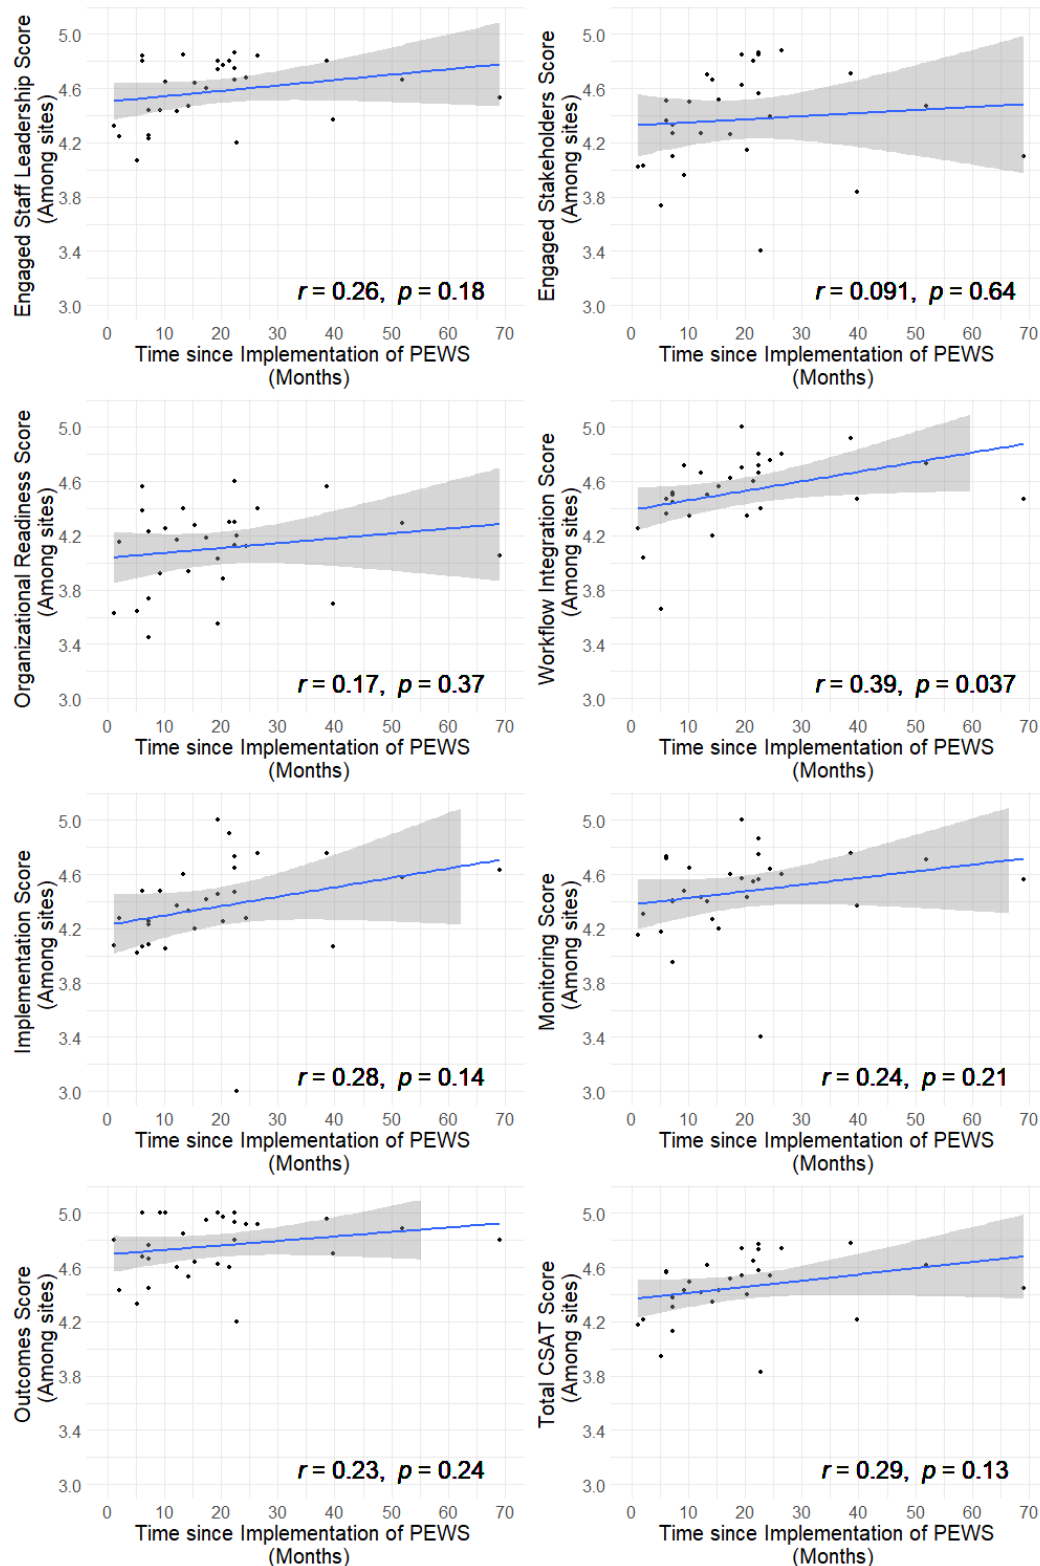 Engaged Staff Leadership Score
(Among sites)
5.0
4.6
4.2
3.8
3.4
3.0
r = 0.26, p = 0.18
0 10 20 30 40 50 60 70
Time since Implementation of PEWS
(Months)
Engaged Stakeholders Score
(Among sites)
5.0
4.6
4.2
3.8
3.4
3.0
r = 0.091, p = 0.64
0 10 20 30 40 50 60 70
Time since Implementation of PEWS
(Months)
Organizational Readiness Score
(Among sites)
5.0
4.6
4.2
3.8
3.4
3.0
r = 0.17, p = 0.37
0 10 20 30 40 50 60 70
Time since Implementation of PEWS
(Months)
Workflow Integration Score
(Among sites)
5.0
4.6
4.2
3.8
3.4
3.0
r = 0.39, p = 0.037
0 10 20 30 40 50 60 70
Time since Implementation of PEWS
(Months)
Implementation Score
(Among sites)
5.0
4.6
4.2
3.8
3.4
3.0
r = 0.28, p = 0.14
0 10 20 30 40 50 60 70
Time since Implementation of PEWS
(Months)
Monitoring Score
(Among sites)
5.0
4.6
4.2
3.8
3.4
3.0
r = 0.24, p = 0.21
0 10 20 30 40 50 60 70
Time since Implementation of PEWS
(Months)
Outcomes Score
(Among sites)
5.0
4.6
4.2
3.8
3.4
3.0
r = 0.23, p = 0.24
0 10 20 30 40 50 60 70
Time since Implementation of PEWS
(Months)
Total CSAT Score
(Among sites)
5.0
4.6
4.2
3.8
3.4
3.0
r = 0.29, p = 0.13
0 10 20 30 40 50 60 70
Time since Implementation of PEWS
(Months)